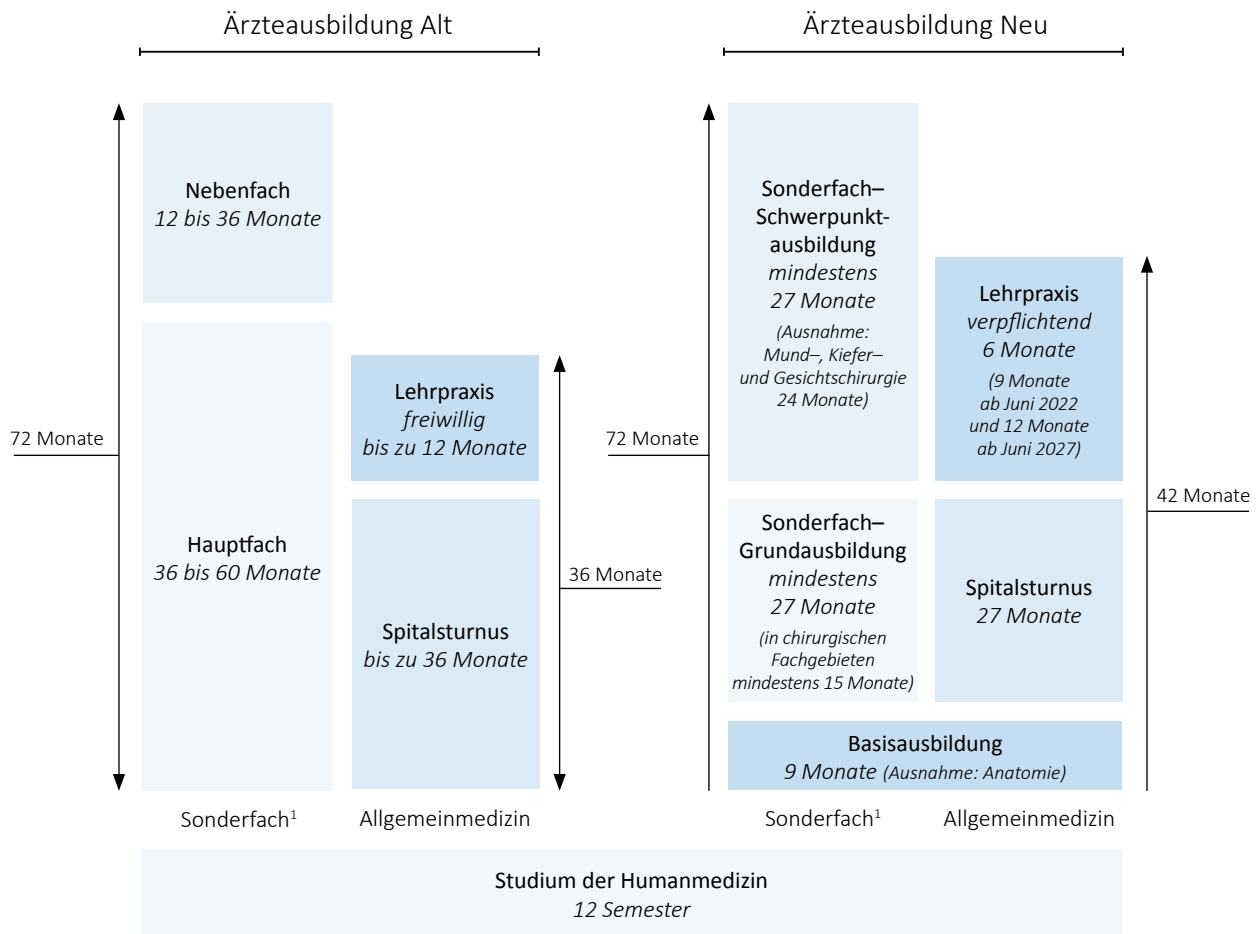 Ärzteausbildung Alt
Nebenfach
12 bis 36 Monate
72 Monate
Hauptfach
36 bis 60 Monate
Lehrpraxis
freiwillig
bis zu 12 Monate
Spitalsturnus
bis zu 36 Monate
36 Monate
Sonderfach¹
Allgemeinmedizin
Ärzteausbildung Neu
72 Monate
Sonderfach–
Schwerpunkt-
ausbildung
mindestens
27 Monate
(Ausnahme:
Mund–, Kiefer–
und Gesichtschirurgie
24 Monate)
Sonderfach–
Grundausbildung
mindestens
27 Monate
(in chirurgischen
Fachgebieten
mindestens 15 Monate)
Lehrpraxis
verpflichtend
6 Monate
(9 Monate
ab Juni 2022
und 12 Monate
ab Juni 2027)
Spitalsturnus
27 Monate
42 Monate
Basisausbildung
9 Monate (Ausnahme: Anatomie)
Sonderfach¹
Allgemeinmedizin
Studium der Humanmedizin
12 Semester